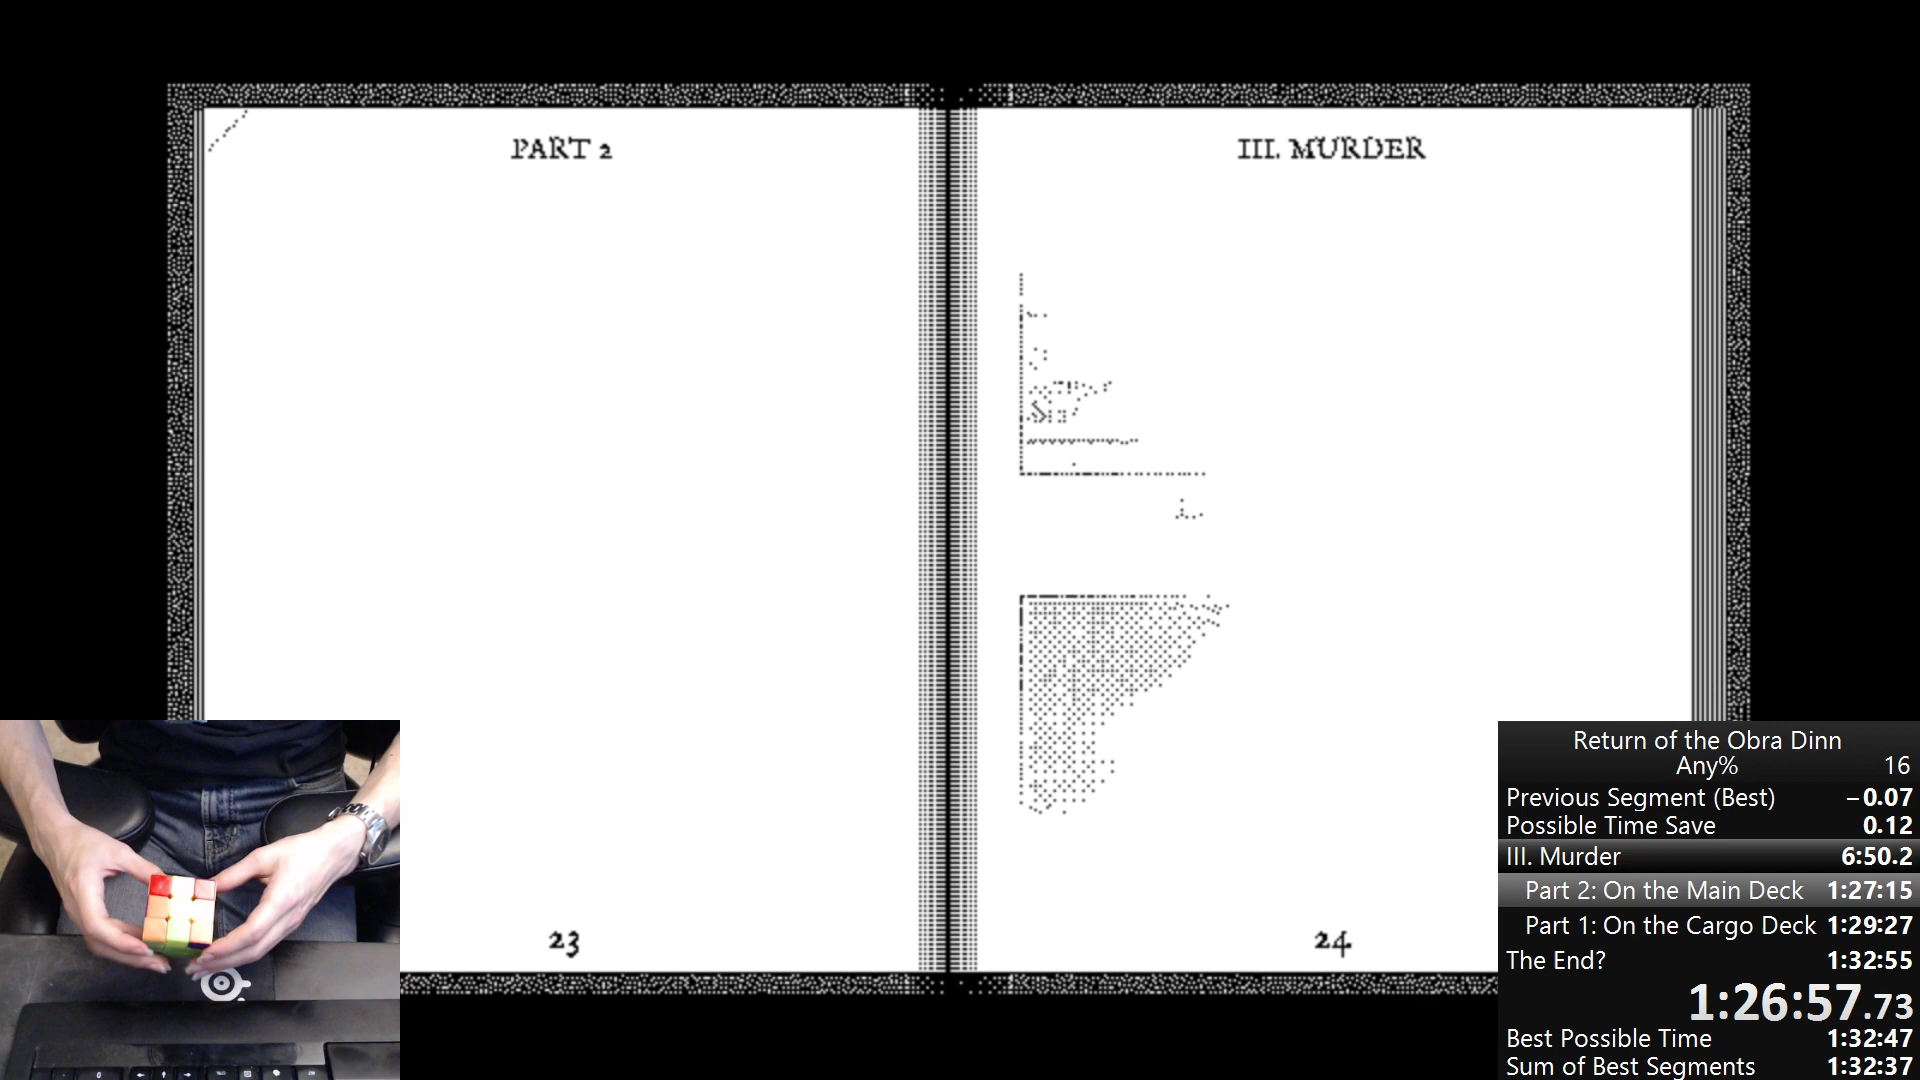 PART 2
III. MURDER
23
24
Return of the Obra Dinn
Any% 16
Previous Segment (Best) −0.07
Possible Time Save 0.12
III. Murder 6:50.2
Part 2: On the Main Deck 1:27:15
Part 1: On the Cargo Deck 1:29:27
The End? 1:32:55
1:26:57.73
Best Possible Time 1:32:47
Sum of Best Segments 1:32:37